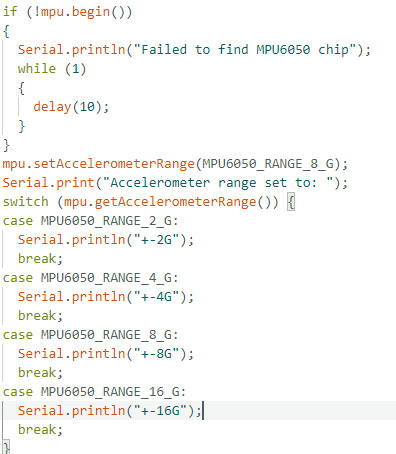 if (!mpu.begin())
{
  Serial.println("Failed to find MPU6050 chip");
  while (1)
  {
    delay(10);
  }
}
mpu.setAccelerometerRange(MPU6050_RANGE_8_G);
Serial.print("Accelerometer range set to: ");
switch (mpu.getAccelerometerRange()) {
case MPU6050_RANGE_2_G:
  Serial.println("+-2G");
  break;
case MPU6050_RANGE_4_G:
  Serial.println("+-4G");
  break;
case MPU6050_RANGE_8_G:
  Serial.println("+-8G");
  break;
case MPU6050_RANGE_16_G:
  Serial.println("+-16G");
  break;
}